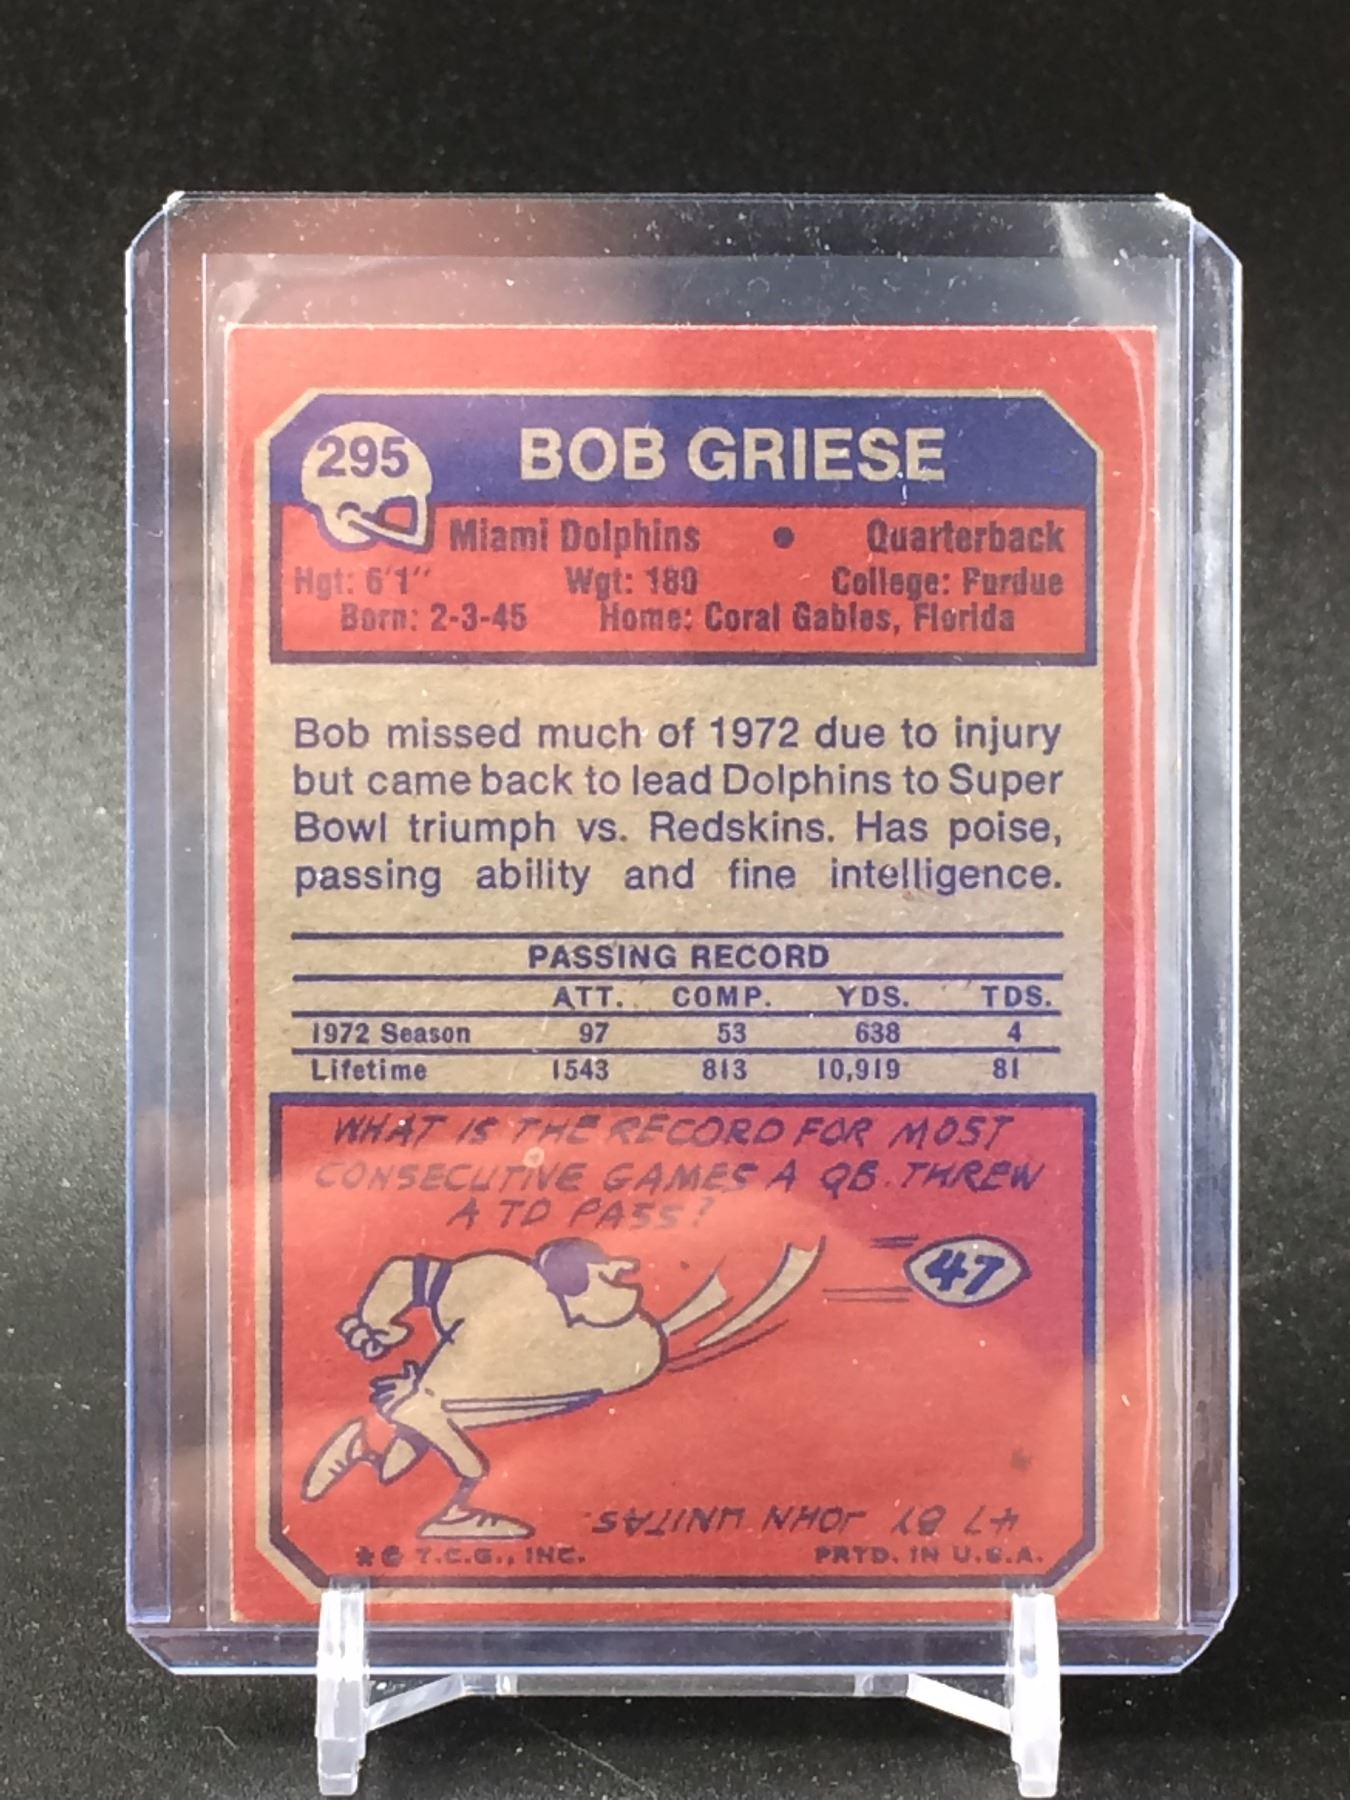 295
BOB GRIESE
Miami Dolphins • Quarterback
Hgt: 6'1" Wgt: 180 College: Purdue
Born: 2-3-45 Home: Coral Gables, Florida
Bob missed much of 1972 due to injury
but came back to lead Dolphins to Super
Bowl triumph vs. Redskins. Has poise,
passing ability and fine intelligence.
PASSING RECORD
ATT. COMP. YDS. TDS.
1972 Season 97 53 638 4
Lifetime 1543 813 10,919 81
WHAT IS THE RECORD FOR MOST
CONSECUTIVE GAMES A QB. THREW
A TD PASS?
47
47 BY JOHN UNITAS.
* © T.C.G., INC. PRTD. IN U.S.A.